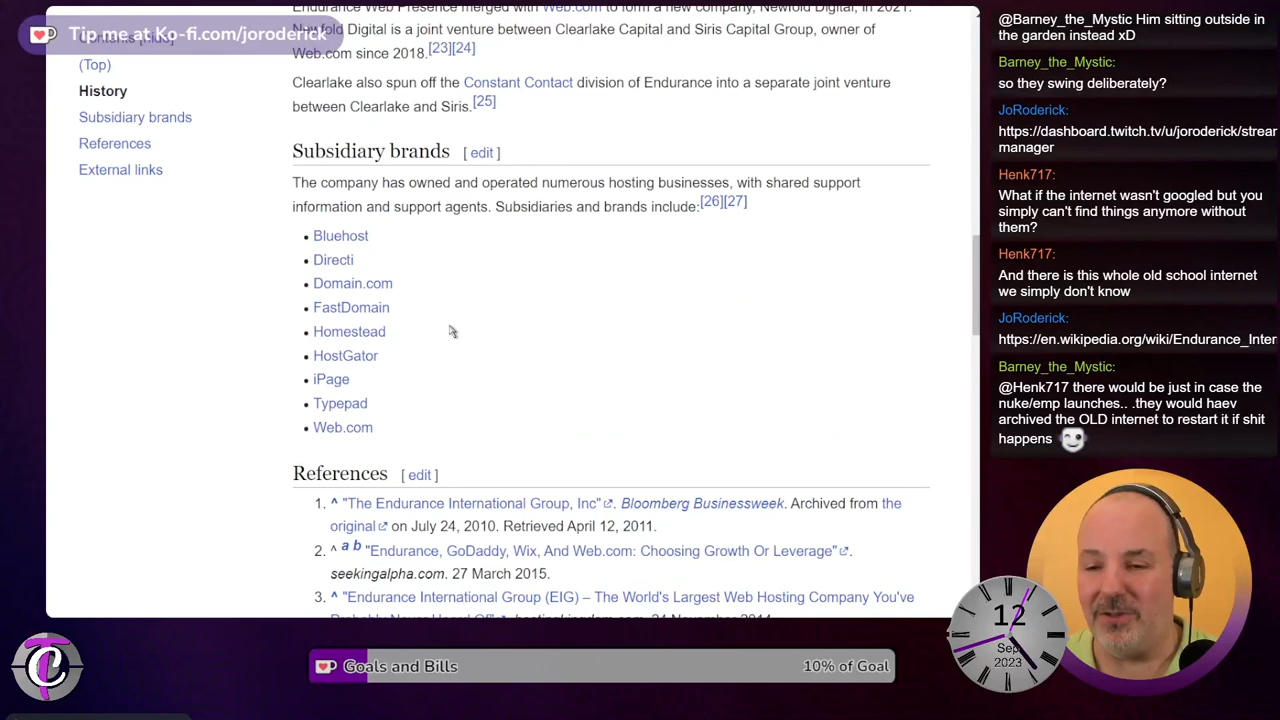 Endurance Web Presence merged with Web.com to form a new company, Newfold Digital, in 2021.
Newfold Digital is a joint venture between Clearlake Capital and Siris Capital Group, owner of
Web.com since 2018.[23][24]
Clearlake also spun off the Constant Contact division of Endurance into a separate joint venture
between Clearlake and Siris.[25]
Tip me at Ko-fi.com/joroderick
Contents [hide]
(Top)
History
Subsidiary brands
References
External links
Subsidiary brands [ edit ]
The company has owned and operated numerous hosting businesses, with shared support
information and support agents. Subsidiaries and brands include:[26][27]
• Bluehost
• Directi
• Domain.com
• FastDomain
• Homestead
• HostGator
• iPage
• Typepad
• Web.com
References [ edit ]
1. ^ "The Endurance International Group, Inc". Bloomberg Businessweek. Archived from the
original on July 24, 2010. Retrieved April 12, 2011.
2. ^ a b "Endurance, GoDaddy, Wix, And Web.com: Choosing Growth Or Leverage".
seekingalpha.com. 27 March 2015.
3. ^ "Endurance International Group (EIG) – The World's Largest Web Hosting Company You've
@Barney_the_Mystic Him sitting outside in
the garden instead xD
Barney_the_Mystic:
so they swing deliberately?
JoRoderick:
https://dashboard.twitch.tv/u/joroderick/strear
manager
Henk717:
What if the internet wasn't googled but you
simply can't find things anymore without
them?
Henk717:
And there is this whole old school internet
we simply don't know
JoRoderick:
https://en.wikipedia.org/wiki/Endurance_Inter
Barney_the_Mystic:
@Henk717 there would be just in case the
nuke/emp launches.. .they would haev
archived the OLD internet to restart it if shit
happens
12
Sep
2023
TC
Goals and Bills
10% of Goal